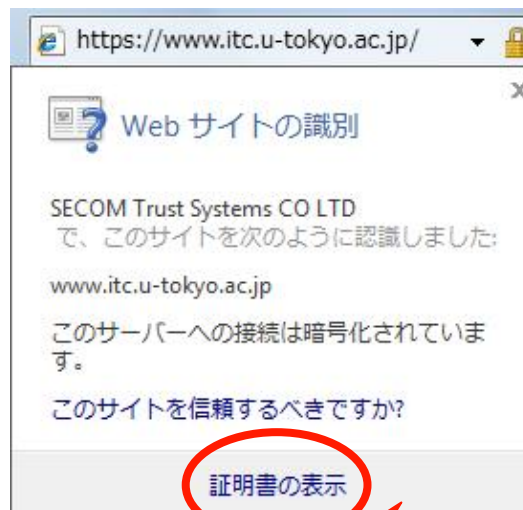 https://www.itc.u-tokyo.ac.jp/
Web サイトの識別
SECOM Trust Systems CO LTD
で、このサイトを次のように認識しました:
www.itc.u-tokyo.ac.jp
このサーバーへの接続は暗号化されていま
す。
このサイトを信頼するべきですか?
証明書の表示